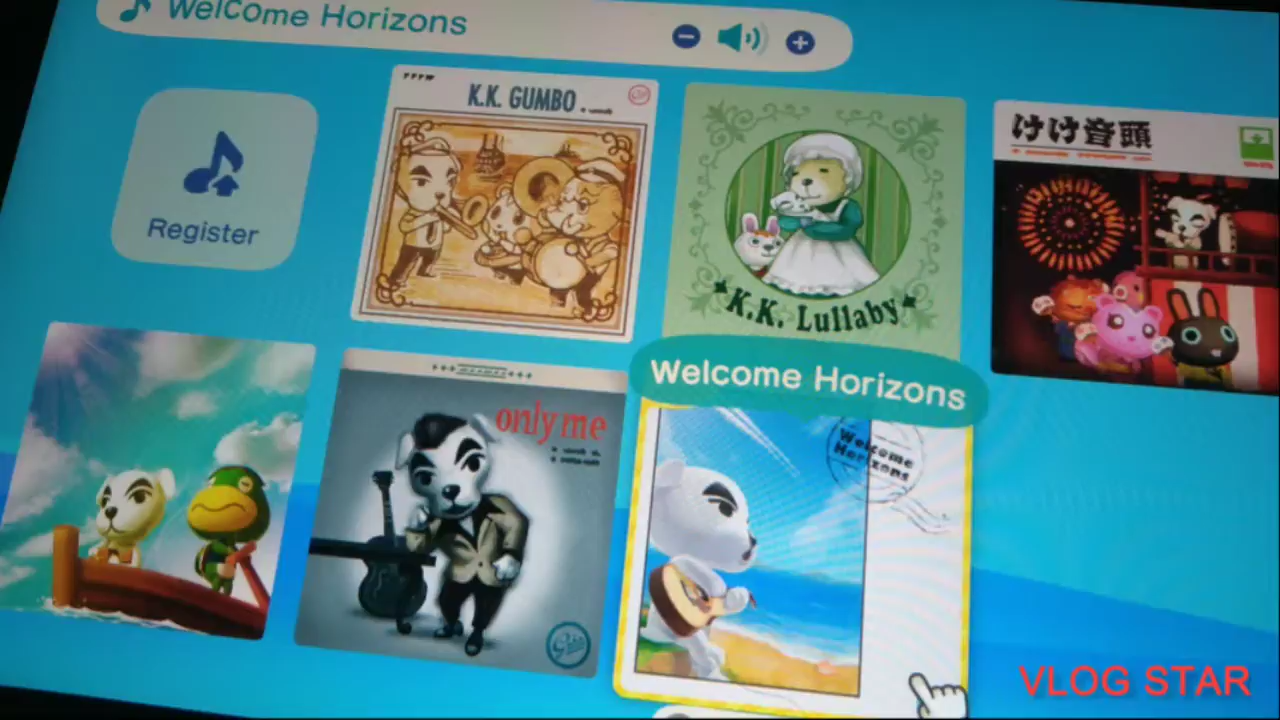 Welcome Horizons
Register
K.K. GUMBO
K.K. Lullaby
けけ音頭
only me
Welcome Horizons
Welcome
Horizons
VLOG STAR